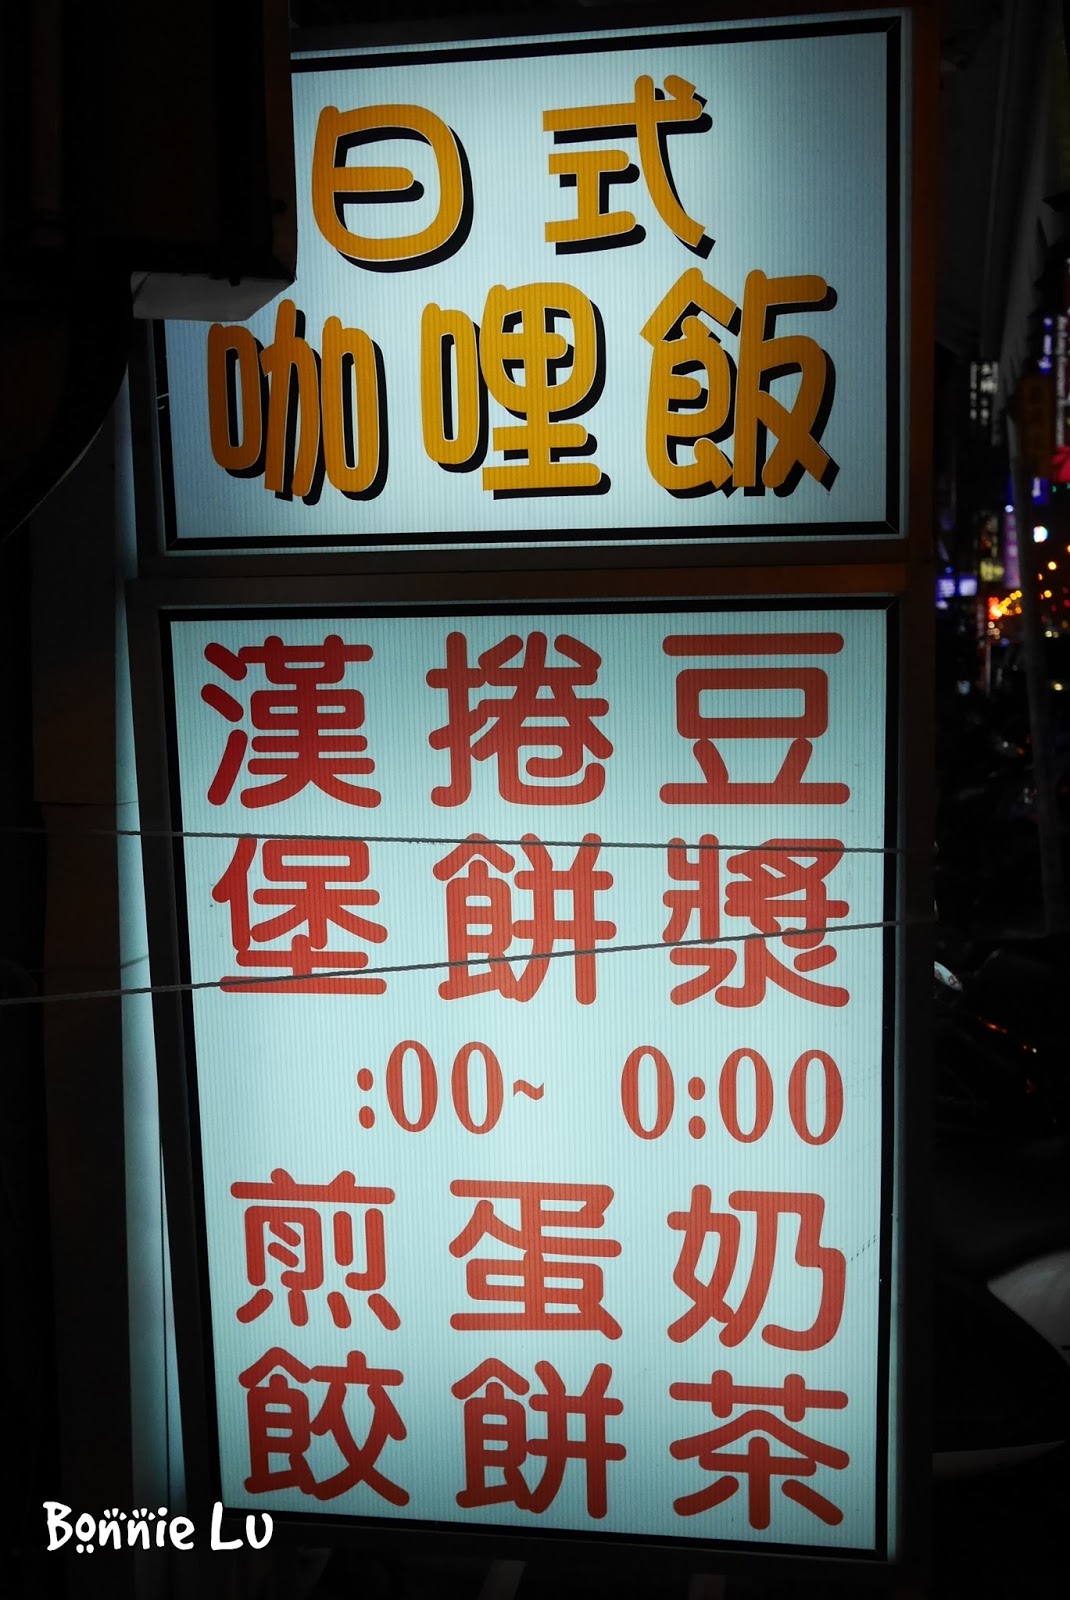 日式
咖哩飯
漢堡
捲餅
豆漿
:00~ 0:00
煎餃
蛋餅
奶茶
Bonnie Lu